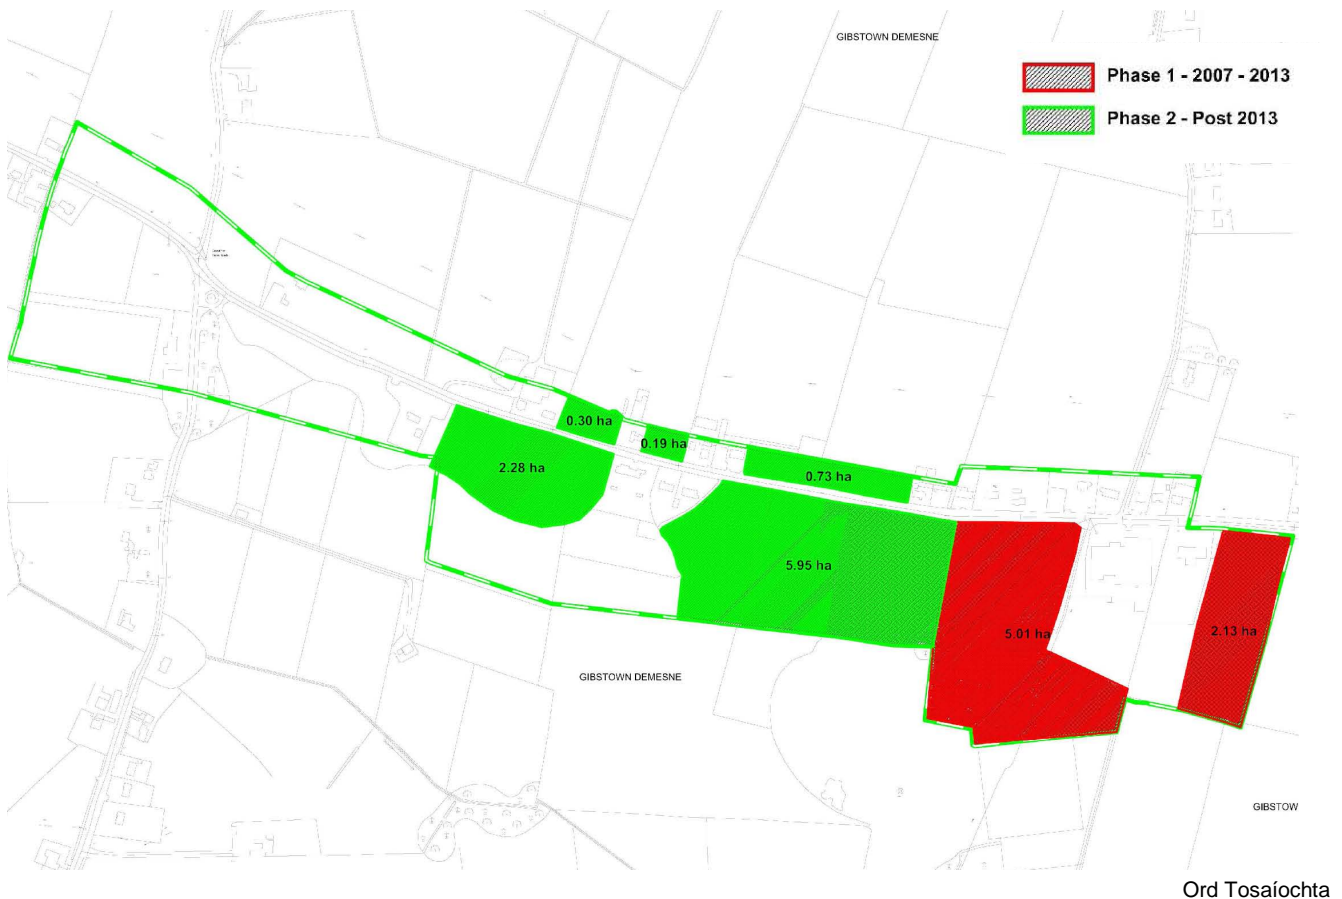 GIBSTOWN DEMESNE
Phase 1 - 2007 - 2013
Phase 2 - Post 2013
0.30 ha
0.19 ha
2.28 ha
0.73 ha
5.95 ha
5.01 ha
2.13 ha
GIBSTOWN DEMESNE
GIBSTOW
Ord Tosaíochta